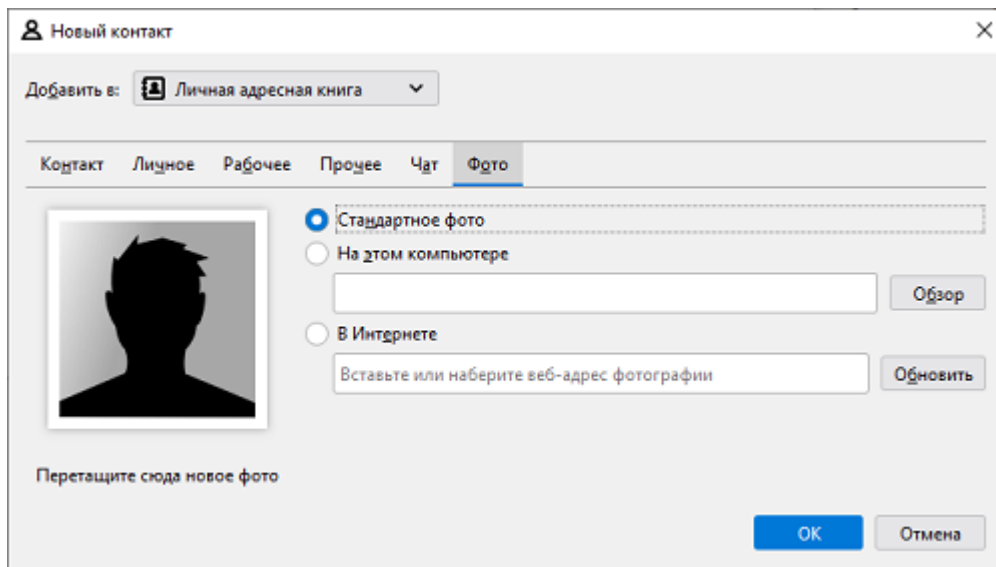 Новый контакт
Добавить в: Личная адресная книга
Контакт Личное Рабочее Прочее Чат Фото
Стандартное фото
На этом компьютере
Обзор
В Интернете
Вставьте или наберите веб-адрес фотографии Обновить
Перетащите сюда новое фото
OK Отмена